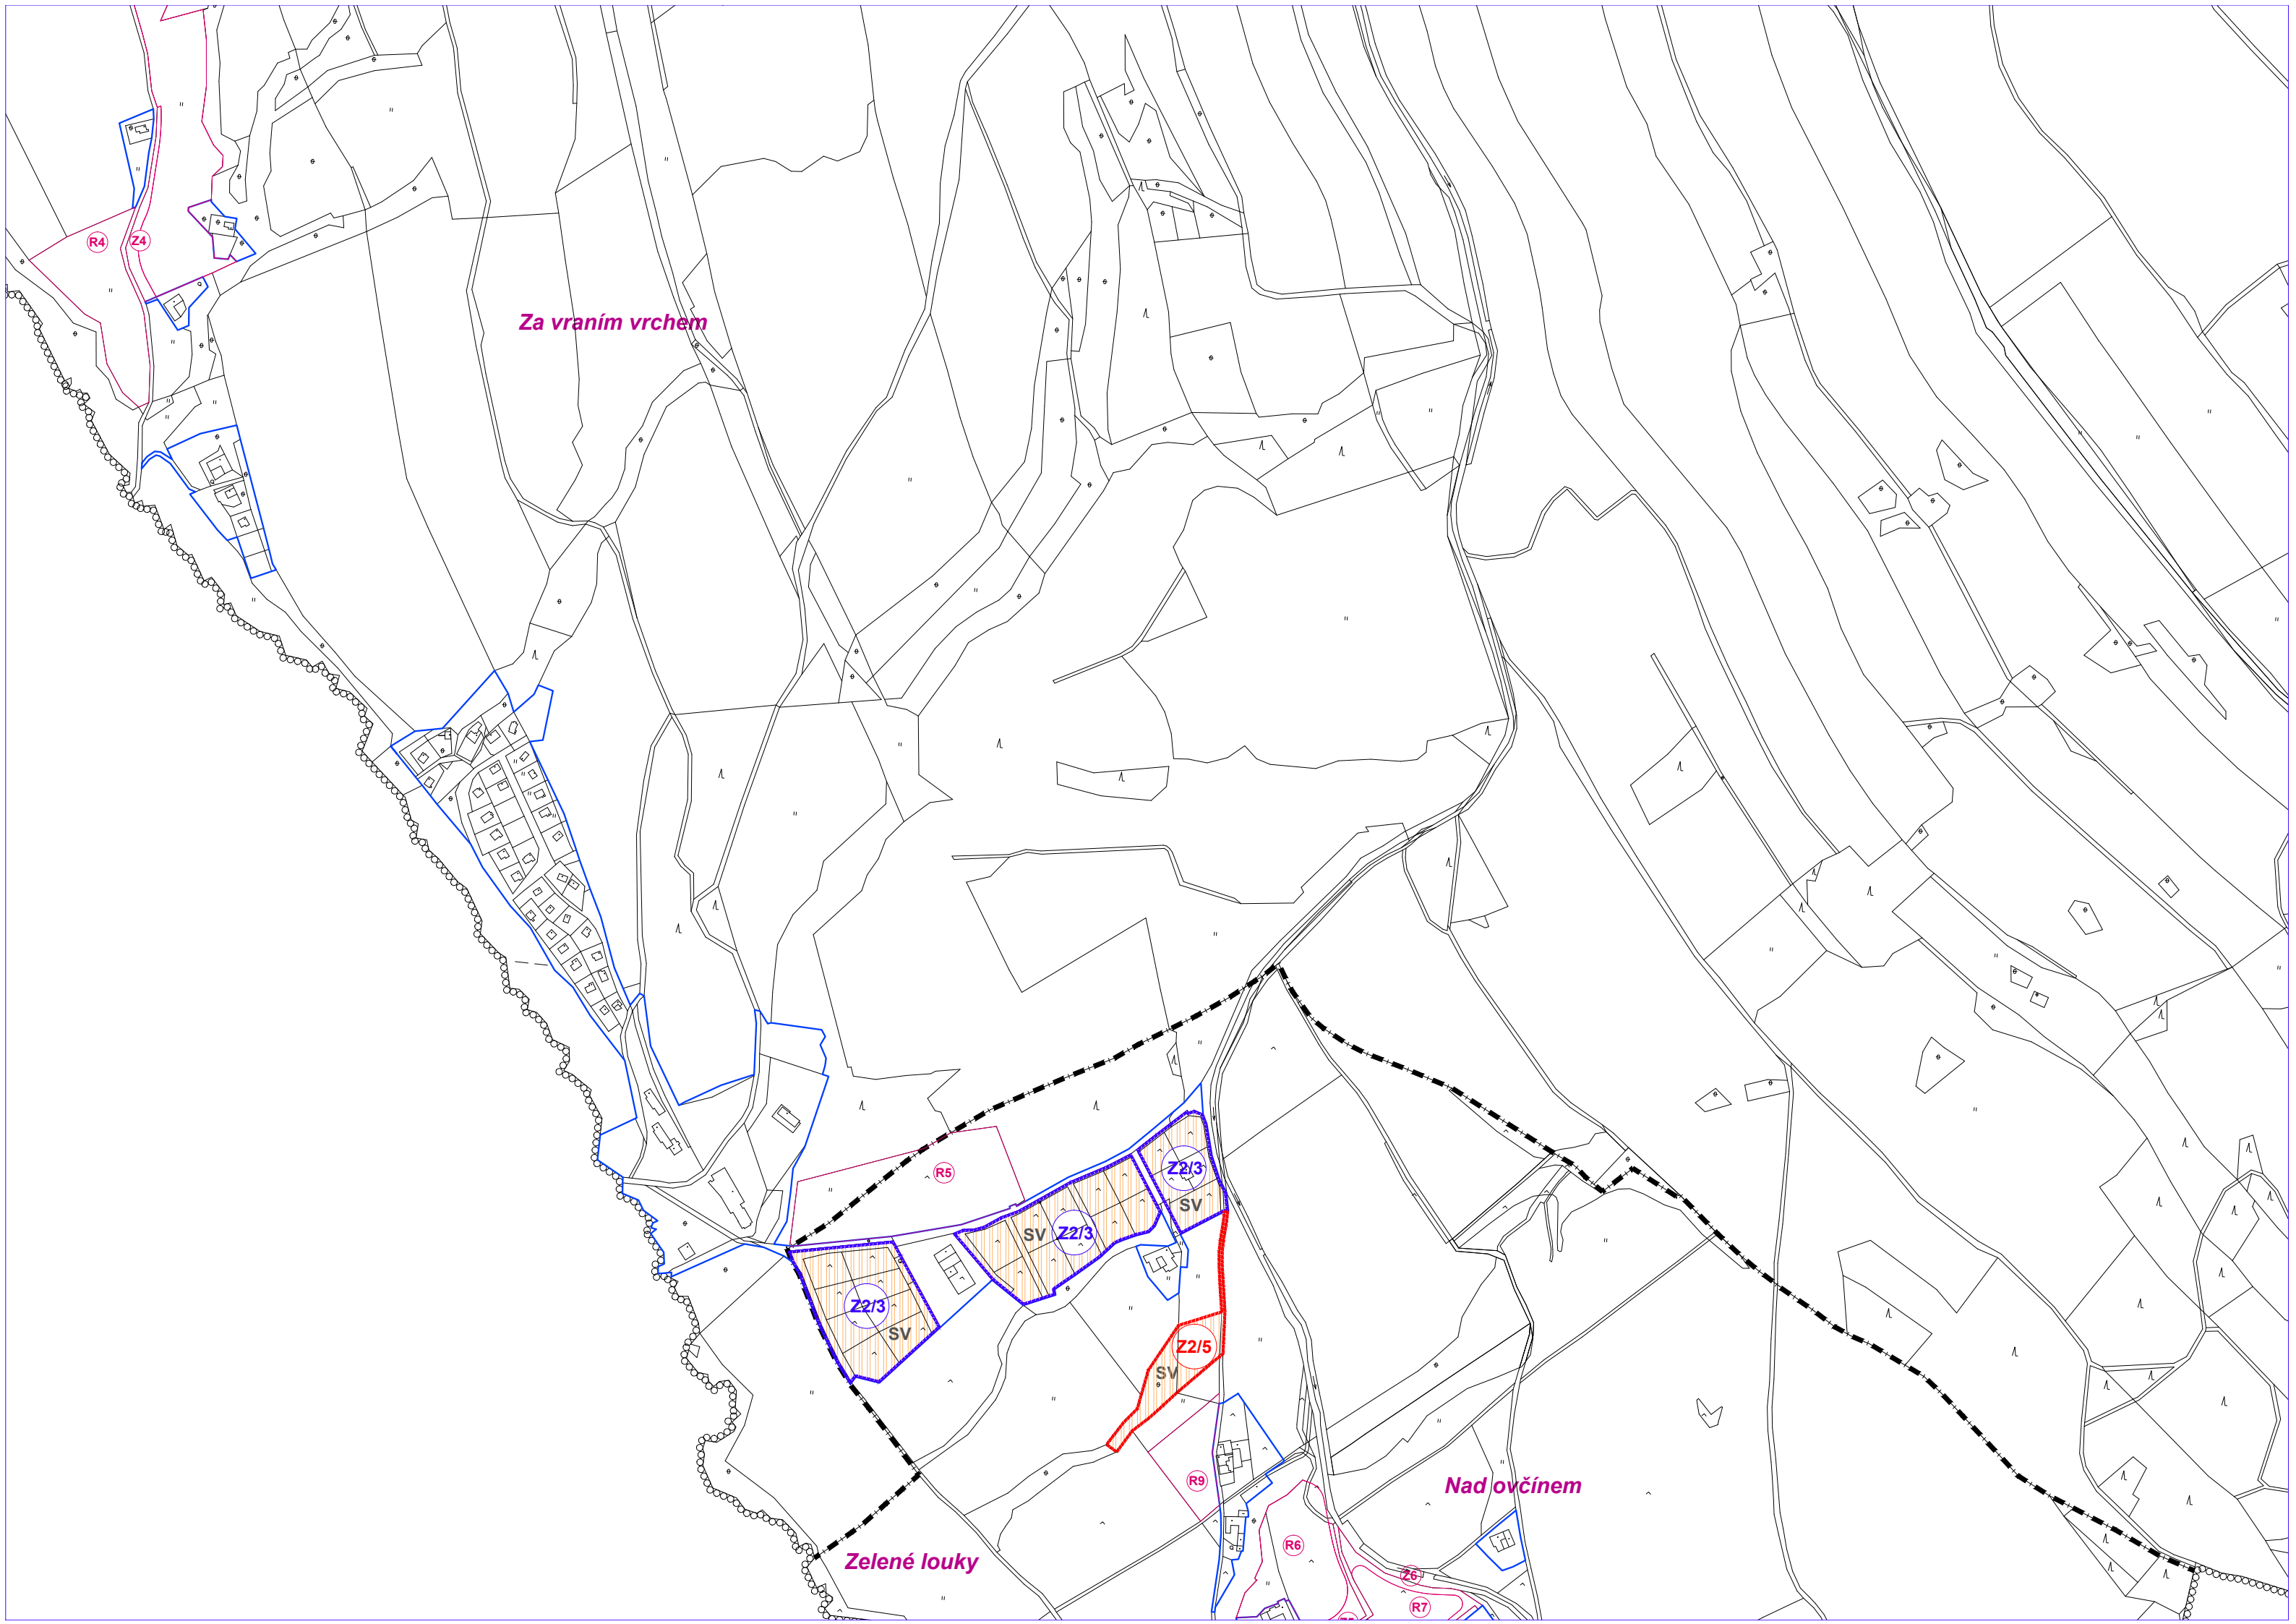 R4
Z4
Za vraním vrchem
R5
Z2/3
SV
SV
Z2/3
Z2/3
SV
Z2/5
SV
R9
Nad ovčínem
R6
Zelené louky
Z6
R7